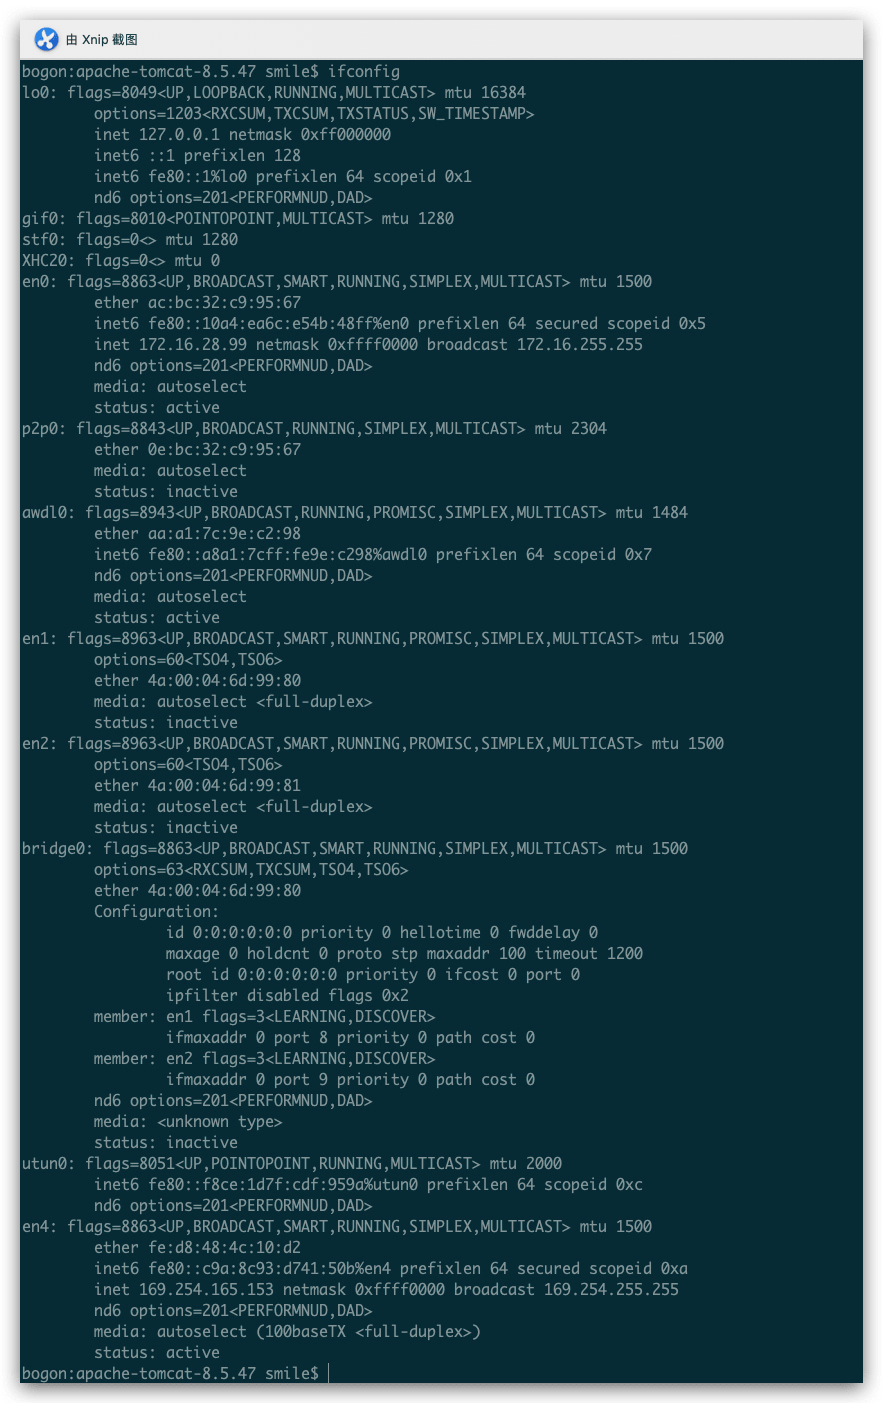 由 Xnip 截图
bogon:apache-tomcat-8.5.47 smile$ ifconfig
lo0: flags=8049<UP,LOOPBACK,RUNNING,MULTICAST> mtu 16384
options=1203<RXCSUM,TXCSUM,TXSTATUS,SW_TIMESTAMP>
inet 127.0.0.1 netmask 0xff000000
inet6 ::1 prefixlen 128
inet6 fe80::1%lo0 prefixlen 64 scopeid 0x1
nd6 options=201<PERFORMNUD,DAD>
gif0: flags=8010<POINTOPOINT,MULTICAST> mtu 1280
stf0: flags=0<> mtu 1280
XHC20: flags=0<> mtu 0
en0: flags=8863<UP,BROADCAST,SMART,RUNNING,SIMPLEX,MULTICAST> mtu 1500
ether ac:bc:32:c9:95:67
inet6 fe80::10a4:ea6c:e54b:48ff%en0 prefixlen 64 secured scopeid 0x5
inet 172.16.28.99 netmask 0xffff0000 broadcast 172.16.255.255
nd6 options=201<PERFORMNUD,DAD>
media: autoselect
status: active
p2p0: flags=8843<UP,BROADCAST,RUNNING,SIMPLEX,MULTICAST> mtu 2304
ether 0e:bc:32:c9:95:67
media: autoselect
status: inactive
awdl0: flags=8943<UP,BROADCAST,RUNNING,PROMISC,SIMPLEX,MULTICAST> mtu 1484
ether aa:a1:7c:9e:c2:98
inet6 fe80::a8a1:7cff:fe9e:c298%awdl0 prefixlen 64 scopeid 0x7
nd6 options=201<PERFORMNUD,DAD>
media: autoselect
status: active
en1: flags=8963<UP,BROADCAST,SMART,RUNNING,PROMISC,SIMPLEX,MULTICAST> mtu 1500
options=60<TSO4,TSO6>
ether 4a:00:04:6d:99:80
media: autoselect <full-duplex>
status: inactive
en2: flags=8963<UP,BROADCAST,SMART,RUNNING,PROMISC,SIMPLEX,MULTICAST> mtu 1500
options=60<TSO4,TSO6>
ether 4a:00:04:6d:99:81
media: autoselect <full-duplex>
status: inactive
bridge0: flags=8863<UP,BROADCAST,SMART,RUNNING,SIMPLEX,MULTICAST> mtu 1500
options=63<RXCSUM,TXCSUM,TSO4,TSO6>
ether 4a:00:04:6d:99:80
Configuration:
id 0:0:0:0:0:0 priority 0 hellotime 0 fwddelay 0
maxage 0 holdcnt 0 proto stp maxaddr 100 timeout 1200
root id 0:0:0:0:0:0 priority 0 ifcost 0 port 0
ipfilter disabled flags 0x2
member: en1 flags=3<LEARNING,DISCOVER>
ifmaxaddr 0 port 8 priority 0 path cost 0
member: en2 flags=3<LEARNING,DISCOVER>
ifmaxaddr 0 port 9 priority 0 path cost 0
nd6 options=201<PERFORMNUD,DAD>
media: <unknown type>
status: inactive
utun0: flags=8051<UP,POINTOPOINT,RUNNING,MULTICAST> mtu 2000
inet6 fe80::f8ce:1d7f:cdf:959a%utun0 prefixlen 64 scopeid 0xc
nd6 options=201<PERFORMNUD,DAD>
en4: flags=8863<UP,BROADCAST,SMART,RUNNING,SIMPLEX,MULTICAST> mtu 1500
ether fe:d8:48:4c:10:d2
inet6 fe80::c9a:8c93:d741:50b%en4 prefixlen 64 secured scopeid 0xa
inet 169.254.165.153 netmask 0xffff0000 broadcast 169.254.255.255
nd6 options=201<PERFORMNUD,DAD>
media: autoselect (100baseTX <full-duplex>)
status: active
bogon:apache-tomcat-8.5.47 smile$